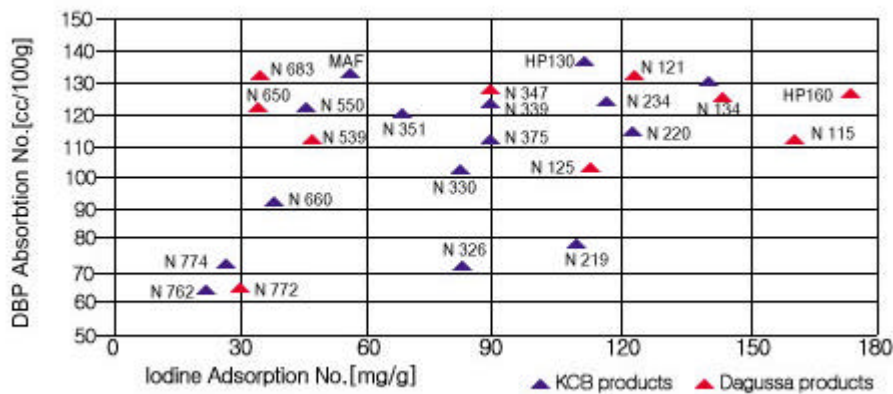 150
140
130
120
110
100
90
80
70
60
50
DBP Absorbtion No.[cc/100g]
N 683
MAF
HP130
N 121
N 650
N 550
N 347
N 339
N 234
N 134
HP160
N 351
N 539
N 375
N 220
N 115
N 330
N 125
N 660
N 326
N 219
N 774
N 762
N 772
0 30 60 90 120 150 180
Iodine Adsorption No.[mg/g]
KCB products
Dagussa products